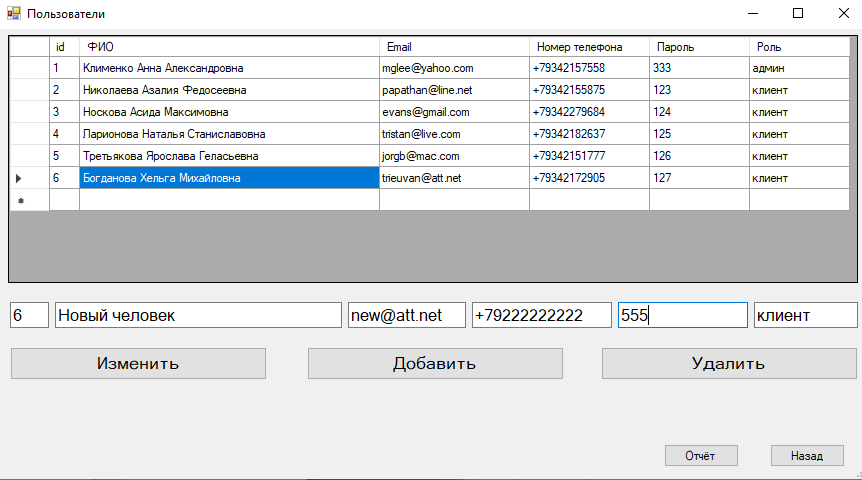 Пользователи
id ФИО Email Номер телефона Пароль Роль
1 Клименко Анна Александровна mglee@yahoo.com +79342157558 333 админ
2 Николаева Азалия Федосеевна papathan@line.net +79342155875 123 клиент
3 Носкова Асида Максимовна evans@gmail.com +79342279684 124 клиент
4 Ларионова Наталья Станиславовна tristan@live.com +79342182637 125 клиент
5 Третьякова Ярослава Геласьевна jorgb@mac.com +79342151777 126 клиент
6 Богданова Хельга Михайловна trieuvan@att.net +79342172905 127 клиент
6 Новый человек new@att.net +79222222222 555 клиент
Изменить Добавить Удалить
Отчёт Назад